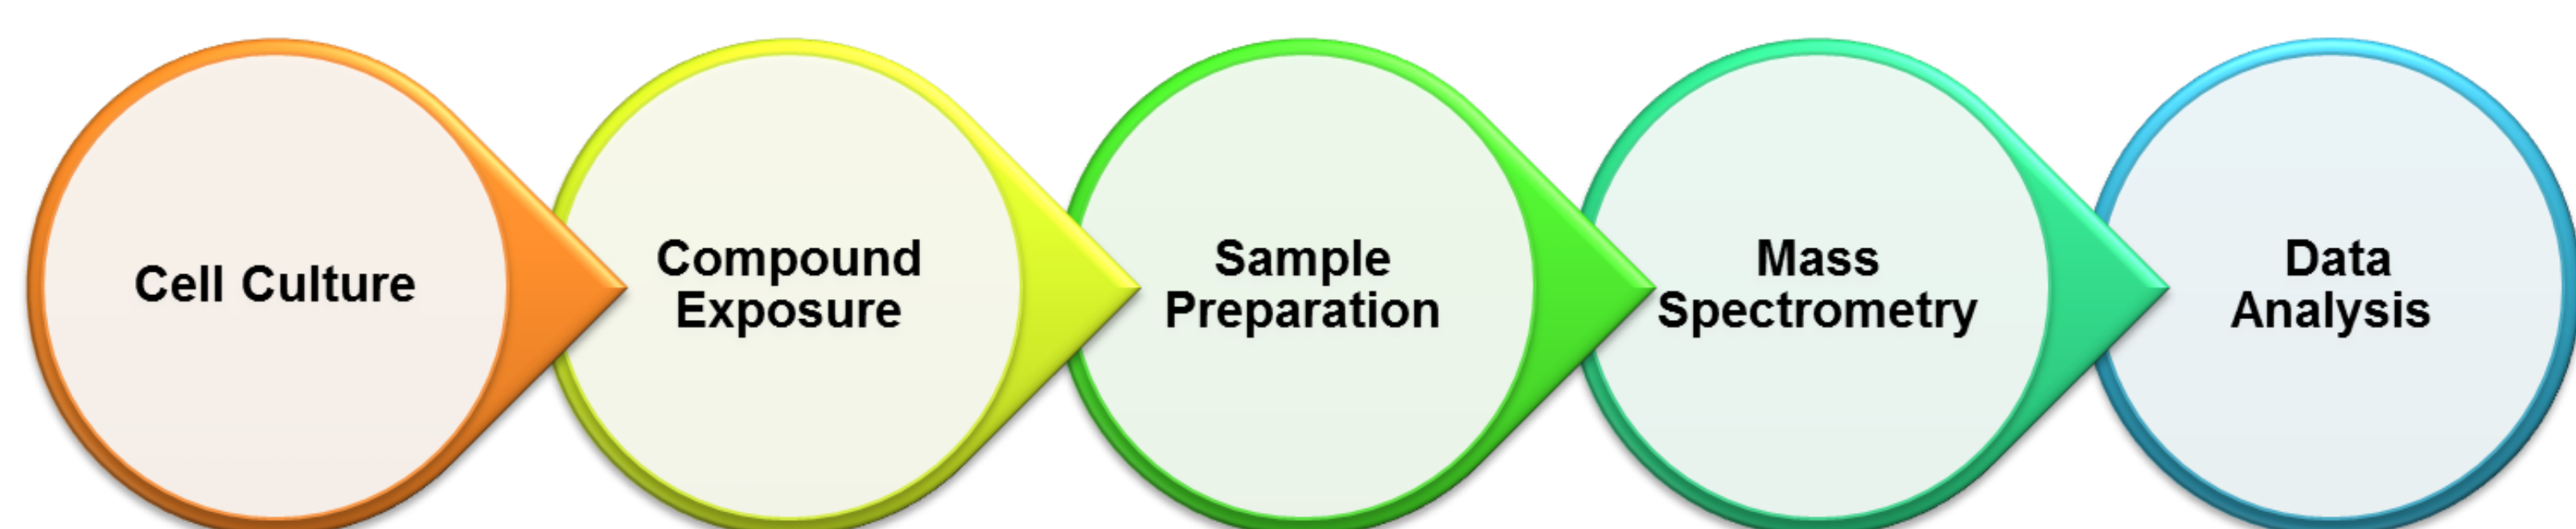 Cell Culture
Compound
Exposure
Sample
Preparation
Mass
Spectrometry
Data
Analysis